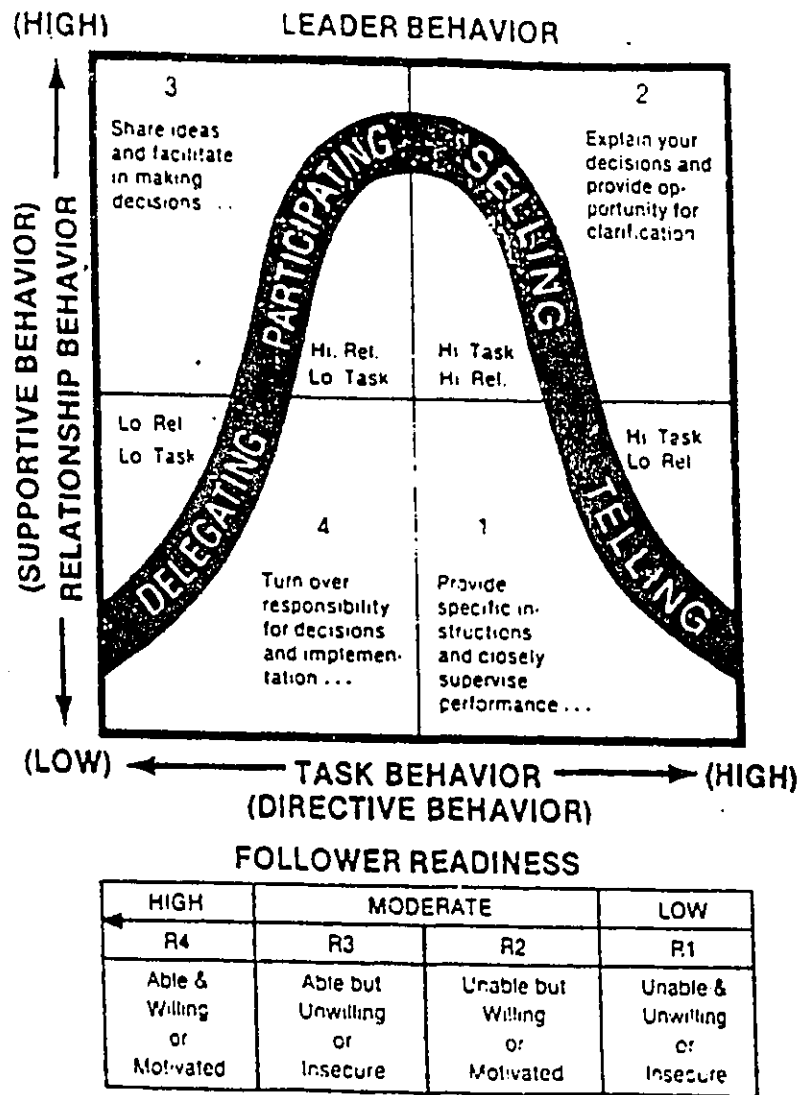 (HIGH)
LEADER BEHAVIOR
3
Share ideas
and facilitate
in making
decisions ..
2
Explain your
decisions and
provide op-
portunity for
clarification
PARTICIPATING
SELLING
(SUPPORTIVE BEHAVIOR)
RELATIONSHIP BEHAVIOR
Hi. Rel.
Lo Task
Hi Task
Hi Rel.
Lo Rel
Lo Task
Hi Task
Lo Rel
DELEGATING
TELLING
4
Turn over
responsibility
for decisions
and implemen-
tation ...
1
Provide
specific in-
structions
and closely
supervise
performance ...
(LOW)
TASK BEHAVIOR
(HIGH)
(DIRECTIVE BEHAVIOR)
FOLLOWER READINESS
HIGH
MODERATE
LOW
R4
R3
R2
R1
Able &
Willing
or
Motivated
Able but
Unwilling
or
Insecure
Unable but
Willing
or
Motivated
Unable &
Unwilling
or
Insecure